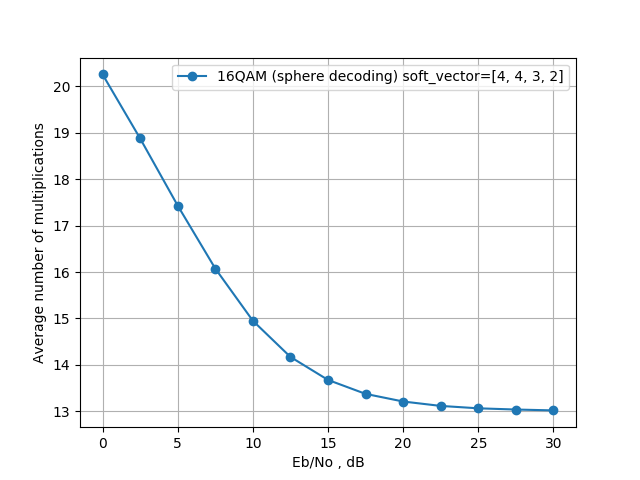 16QAM (sphere decoding) soft_vector=[4, 4, 3, 2]
Average number of multiplications
20
19
18
17
16
15
14
13
0 5 10 15 20 25 30
Eb/No , dB